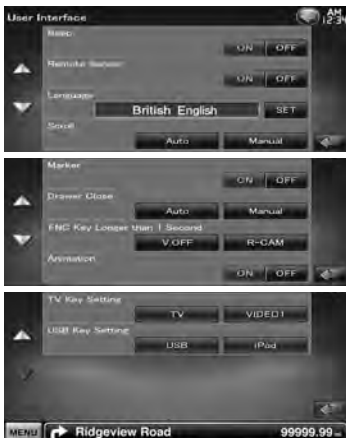 User Interface
AM
12:34
Beep
ON OFF
Remote Sensor
ON OFF
Language
British English SET
Scroll
Auto Manual
Marker
ON OFF
Drawer Close
Auto Manual
FNC Key Longer than 1 Second
V.OFF R-CAM
Animation
ON OFF
TV Key Setting
TV VIDEO1
USB Key Setting
USB iPod
MENU Ridgeview Road 99999.99